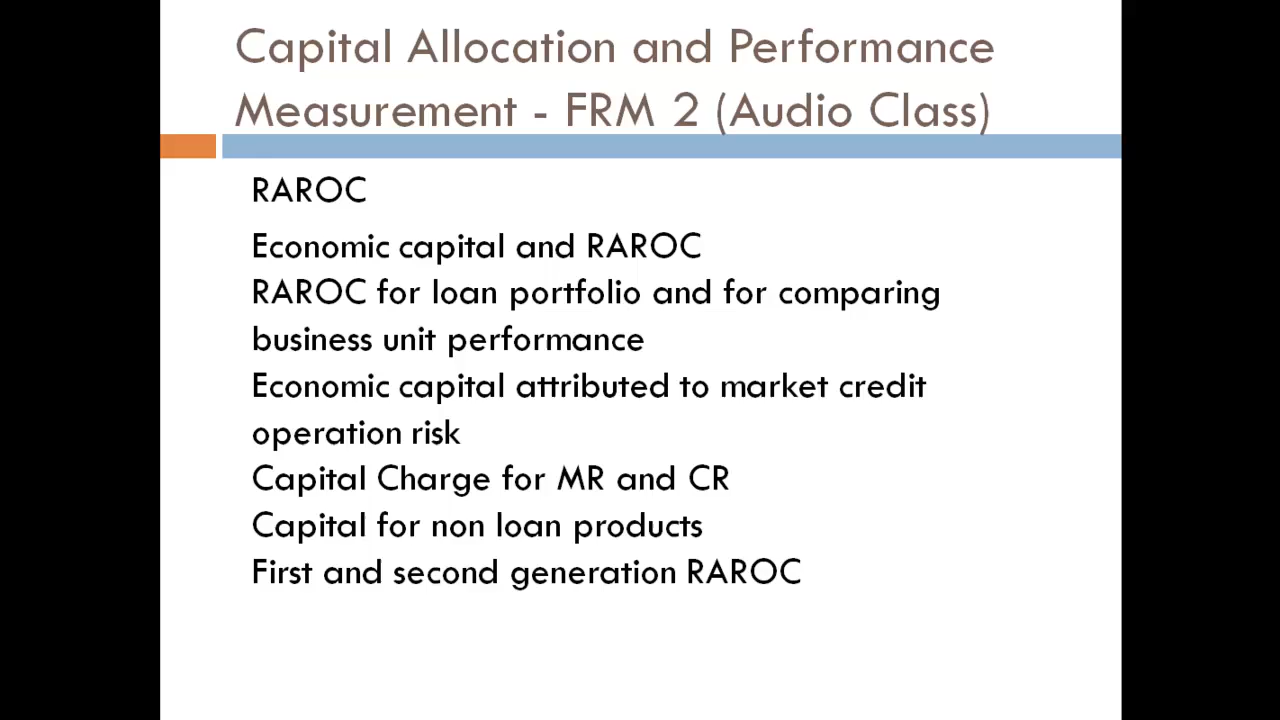 Capital Allocation and Performance
Measurement - FRM 2 (Audio Class)
RAROC
Economic capital and RAROC
RAROC for loan portfolio and for comparing
business unit performance
Economic capital attributed to market credit
operation risk
Capital Charge for MR and CR
Capital for non loan products
First and second generation RAROC